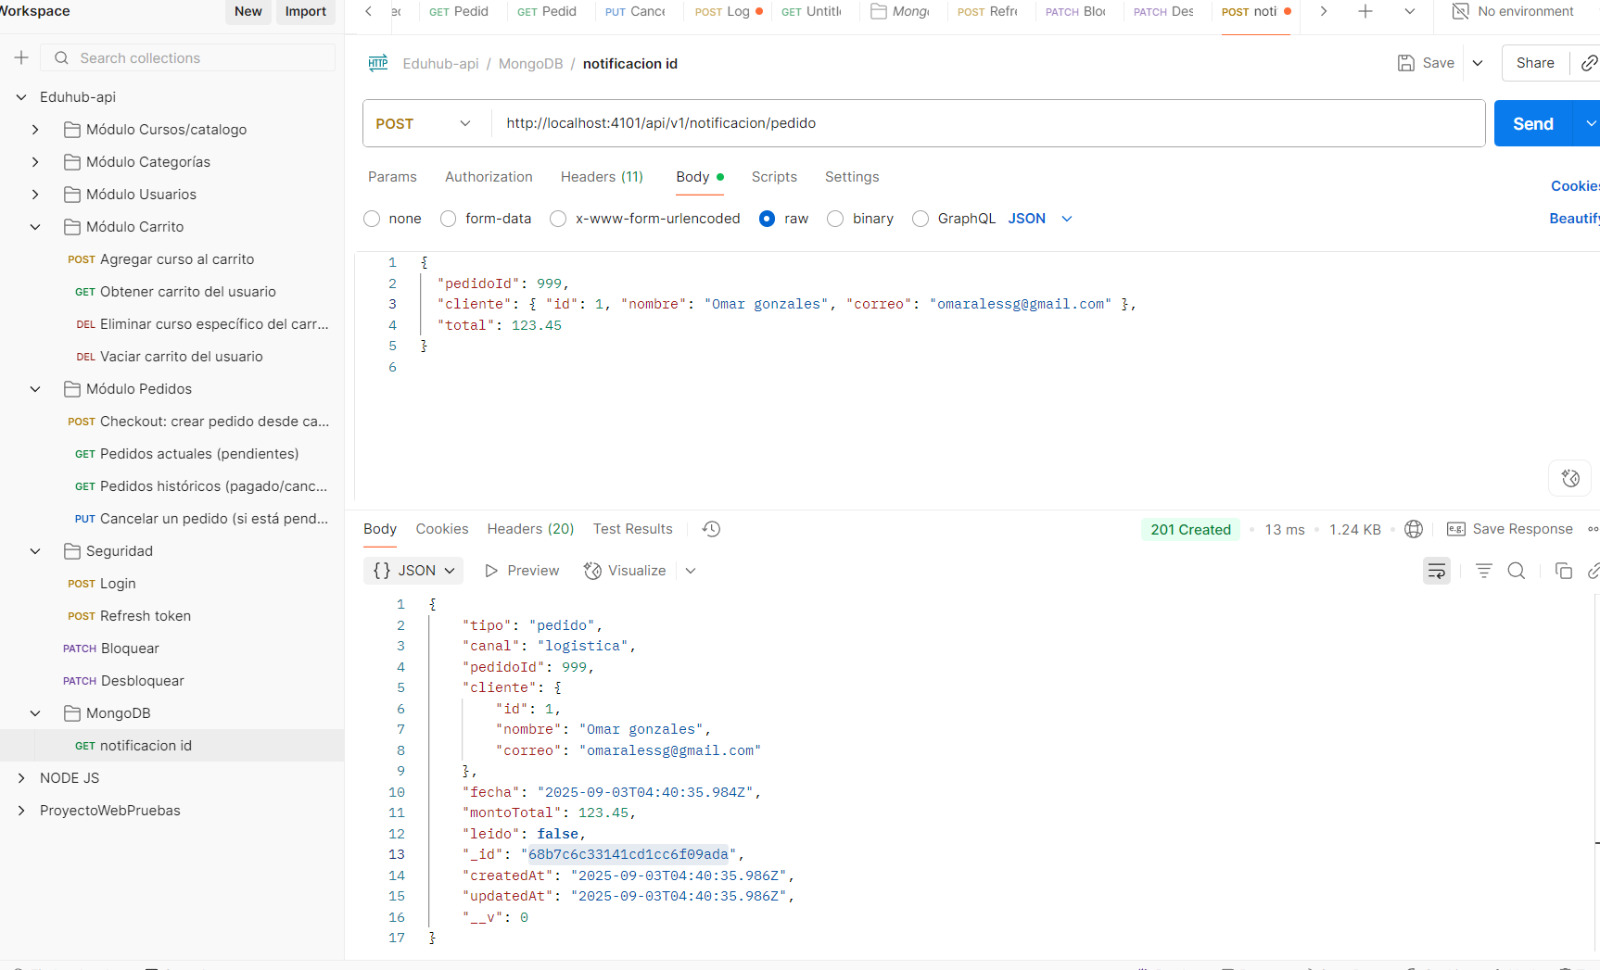 Workspace
New
Import
GET Pedid
GET Pedid
PUT Cance
POST Log
GET Untitle
Mong
POST Refre
PATCH Bloc
PATCH Des
POST noti
No environment
Search collections
Eduhub-api / MongoDB / notificacion id
Save
Share
Eduhub-api
Módulo Cursos/catalogo
Módulo Categorías
Módulo Usuarios
Módulo Carrito
POST Agregar curso al carrito
GET Obtener carrito del usuario
DEL Eliminar curso específico del carr...
DEL Vaciar carrito del usuario
Módulo Pedidos
POST Checkout: crear pedido desde ca...
GET Pedidos actuales (pendientes)
GET Pedidos históricos (pagado/canc...
PUT Cancelar un pedido (si está pend...
Seguridad
POST Login
POST Refresh token
PATCH Bloquear
PATCH Desbloquear
MongoDB
GET notificacion id
NODE JS
ProyectoWebPruebas
POST
http://localhost:4101/api/v1/notificacion/pedido
Send
Params
Authorization
Headers (11)
Body
Scripts
Settings
Cookies
none
form-data
x-www-form-urlencoded
raw
binary
GraphQL
JSON
Beautify
1 {
2 "pedidoId": 999,
3 "cliente": { "id": 1, "nombre": "Omar gonzales", "correo": "omaralessg@gmail.com" },
4 "total": 123.45
5 }
6
Body
Cookies
Headers (20)
Test Results
201 Created
13 ms
1.24 KB
e.g. Save Response
{} JSON
Preview
Visualize
1 {
2 "tipo": "pedido",
3 "canal": "logistica",
4 "pedidoId": 999,
5 "cliente": {
6 "id": 1,
7 "nombre": "Omar gonzales",
8 "correo": "omaralessg@gmail.com"
9 },
10 "fecha": "2025-09-03T04:40:35.984Z",
11 "montoTotal": 123.45,
12 "leido": false,
13 "_id": "68b7c6c33141cd1cc6f09ada",
14 "createdAt": "2025-09-03T04:40:35.986Z",
15 "updatedAt": "2025-09-03T04:40:35.986Z",
16 "__v": 0
17 }